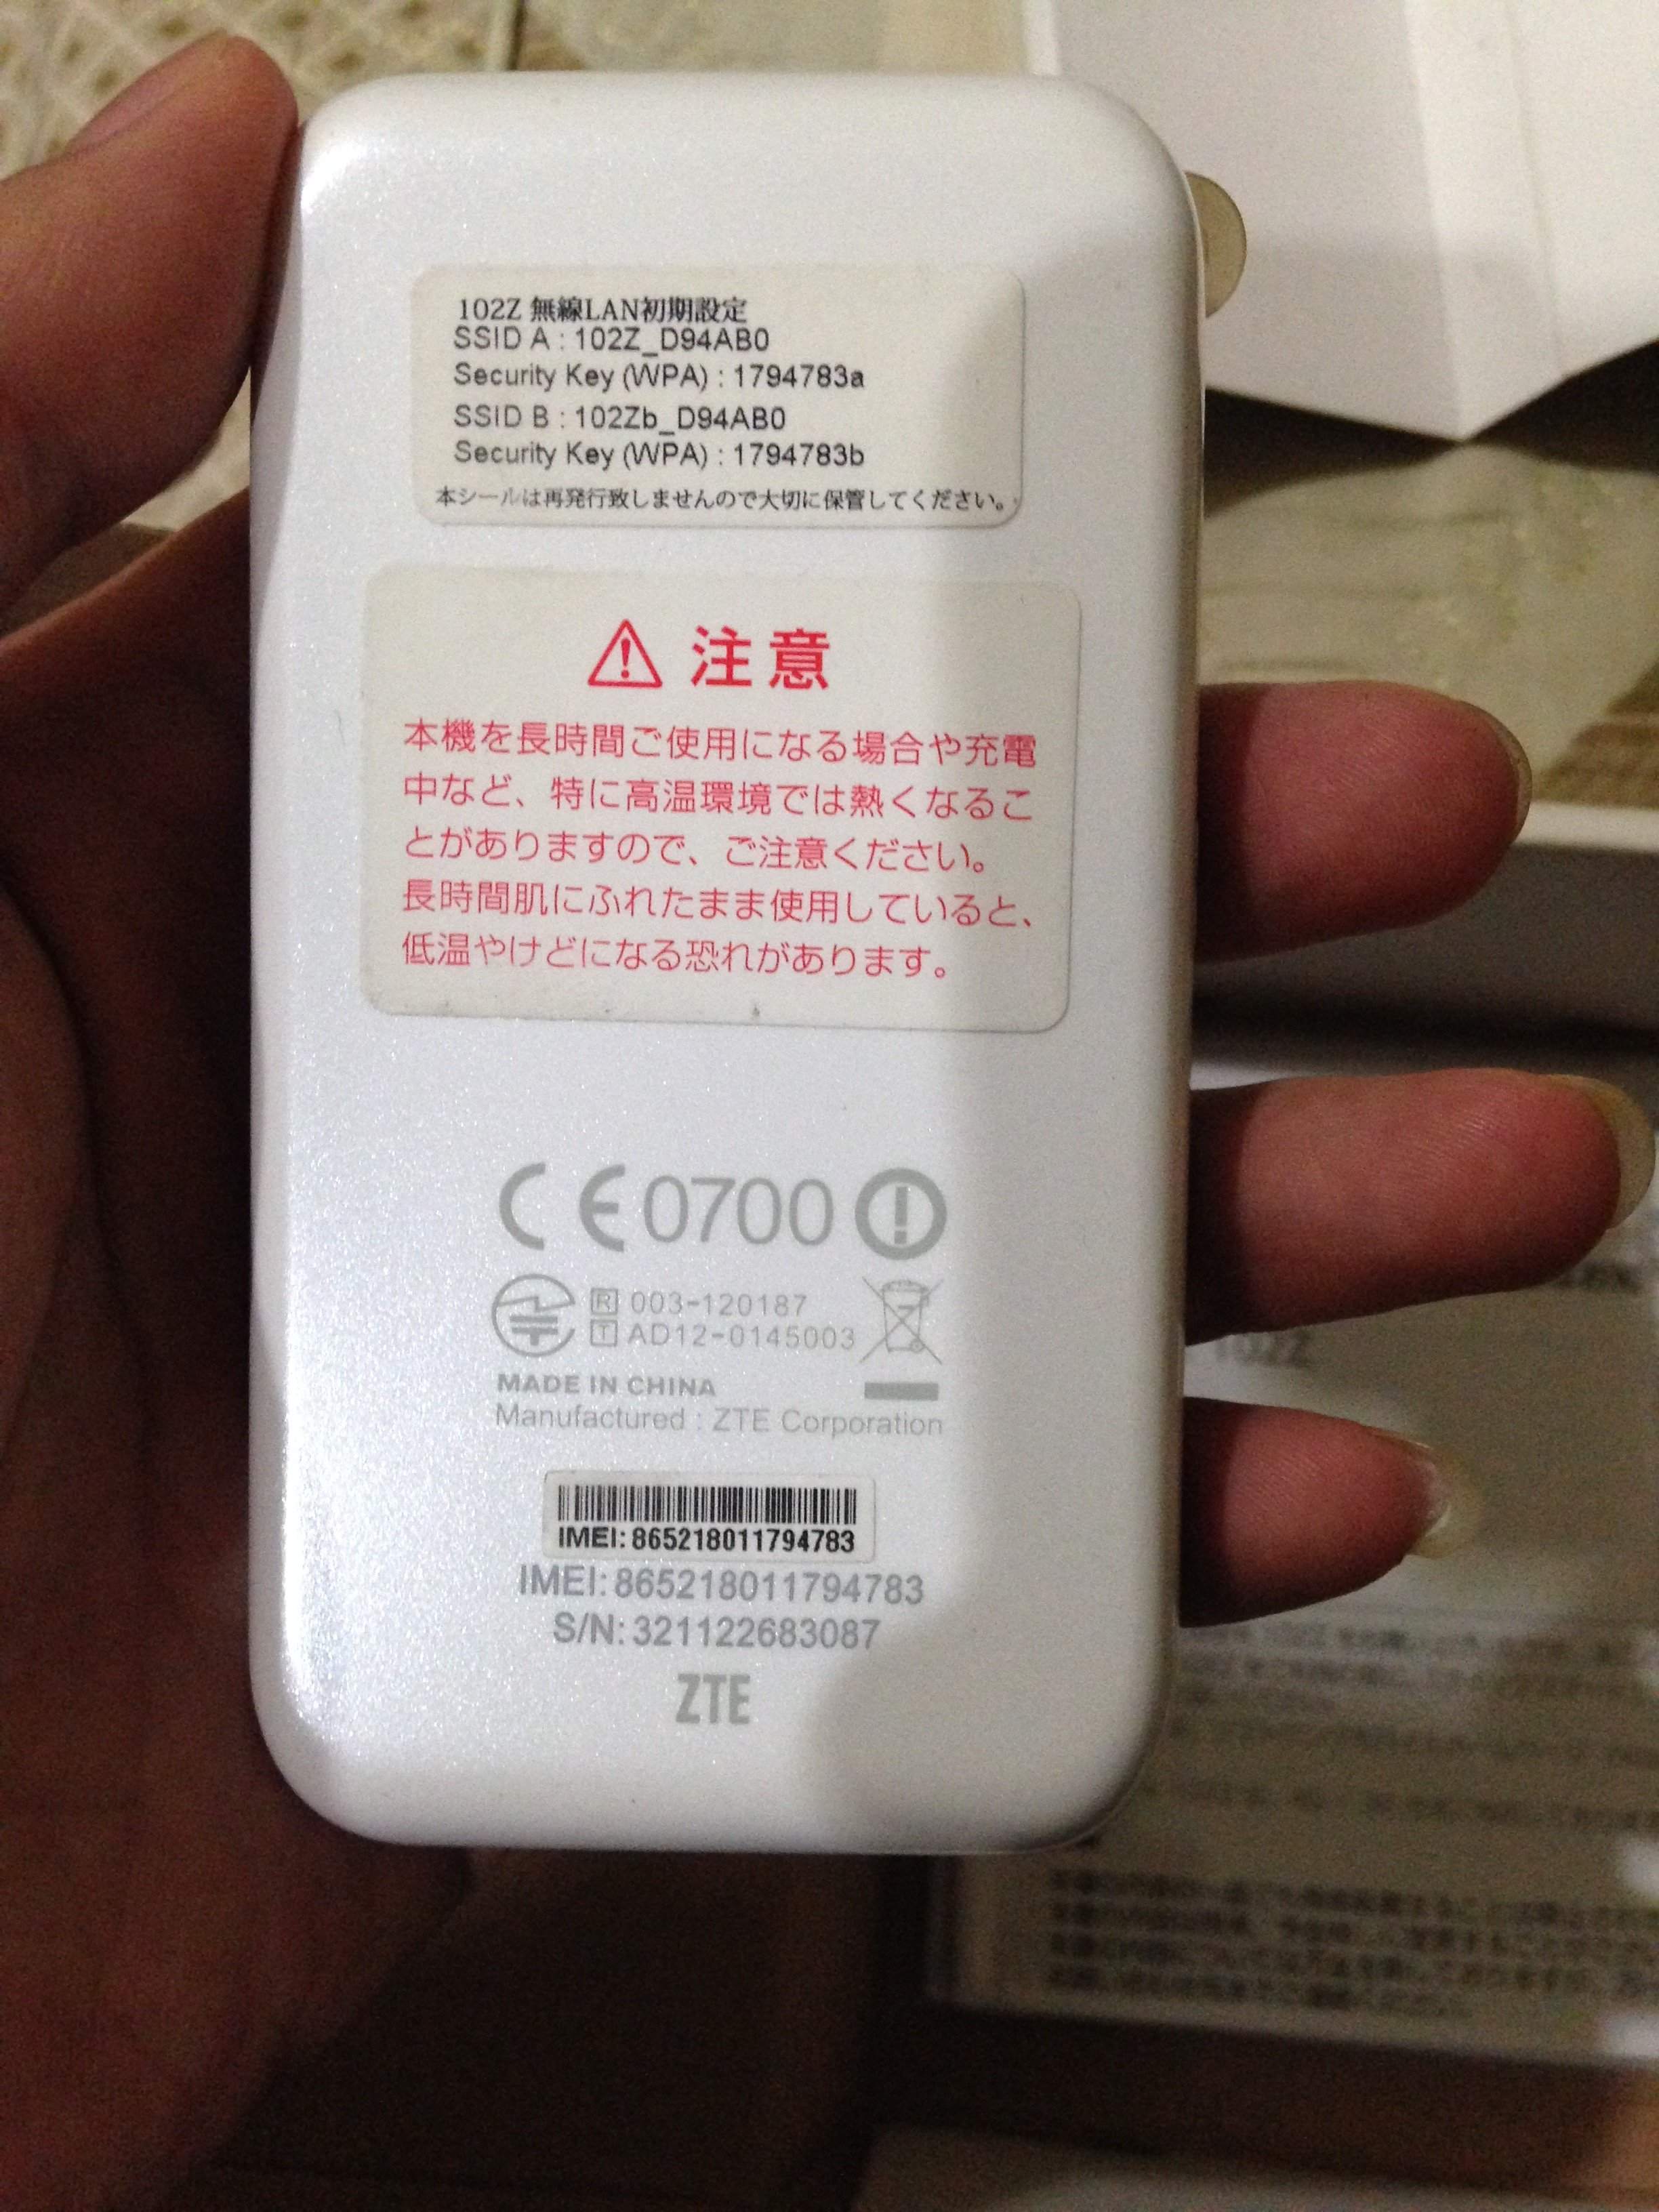 102Z 無線LAN初期設定
SSID A : 102Z_D94AB0
Security Key (WPA) : 1794783a
SSID B : 102Zb_D94AB0
Security Key (WPA) : 1794783b
本シールは再発行致しませんので大切に保管してください。
注意
本機を長時間ご使用になる場合や充電
中など、特に高温環境では熱くなるこ
とがありますので、ご注意ください。
長時間肌にふれたまま使用していると、
低温やけどになる恐れがあります。
CE0700
R 003-120187
T AD12-0145003
MADE IN CHINA
Manufactured : ZTE Corporation
IMEI: 865218011794783
IMEI: 865218011794783
S/N: 321122683087
ZTE
102Z